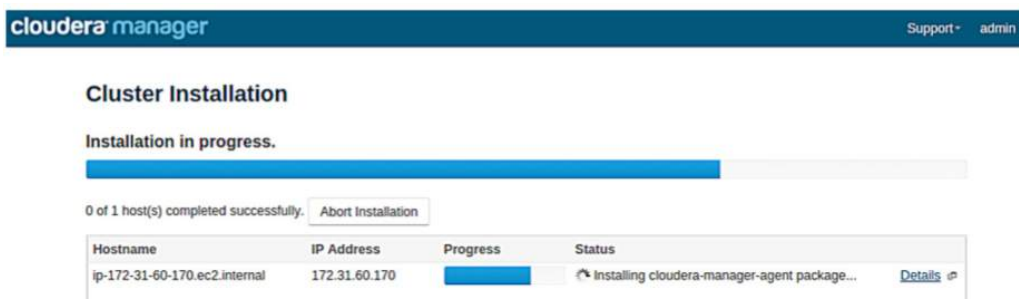 cloudera manager
Support admin
Cluster Installation
Installation in progress.
0 of 1 host(s) completed successfully. Abort Installation
Hostname IP Address Progress Status
ip-172-31-60-170.ec2.internal 172.31.60.170 Installing cloudera-manager-agent package... Details